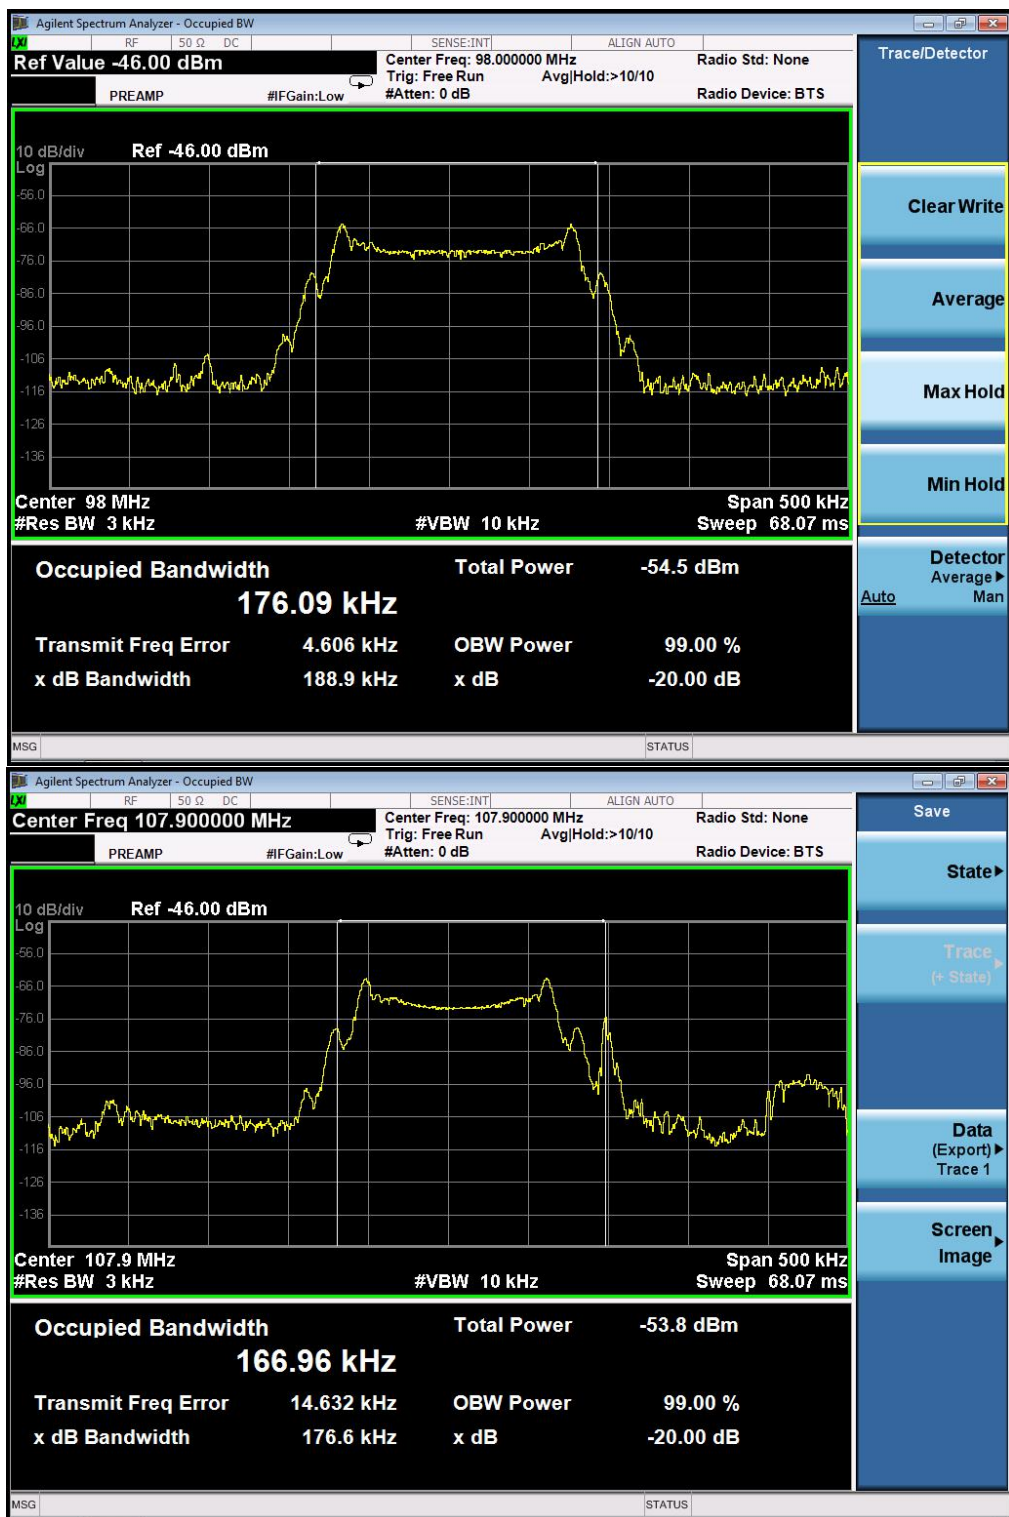 Agilent Spectrum Analyzer - Occupied BW
LXI RF 50 Ω DC SENSE:INT ALIGN AUTO
Ref Value -46.00 dBm
Center Freq: 98.000000 MHz Radio Std: None
Trig: Free Run Avg|Hold:>10/10
PREAMP #IFGain:Low #Atten: 0 dB Radio Device: BTS
Trace/Detector
10 dB/div Ref -46.00 dBm
Log
-56.0
-66.0
-76.0
-86.0
-96.0
-106
-116
-126
-136
Center 98 MHz Span 500 kHz
#Res BW 3 kHz #VBW 10 kHz Sweep 68.07 ms
Clear Write
Average
Max Hold
Min Hold
Detector
Average▶
Auto Man
Occupied Bandwidth Total Power -54.5 dBm
176.09 kHz
Transmit Freq Error 4.606 kHz OBW Power 99.00 %
x dB Bandwidth 188.9 kHz x dB -20.00 dB
MSG STATUS
Agilent Spectrum Analyzer - Occupied BW
LXI RF 50 Ω DC SENSE:INT ALIGN AUTO
Center Freq 107.900000 MHz
Center Freq: 107.900000 MHz Radio Std: None
Trig: Free Run Avg|Hold:>10/10
PREAMP #IFGain:Low #Atten: 0 dB Radio Device: BTS
Save
10 dB/div Ref -46.00 dBm
Log
-56.0
-66.0
-76.0
-86.0
-96.0
-106
-116
-126
-136
Center 107.9 MHz Span 500 kHz
#Res BW 3 kHz #VBW 10 kHz Sweep 68.07 ms
State▶
Trace▶
(+ State)
Data
(Export)▶
Trace 1
Screen▶
Image
Occupied Bandwidth Total Power -53.8 dBm
166.96 kHz
Transmit Freq Error 14.632 kHz OBW Power 99.00 %
x dB Bandwidth 176.6 kHz x dB -20.00 dB
MSG STATUS